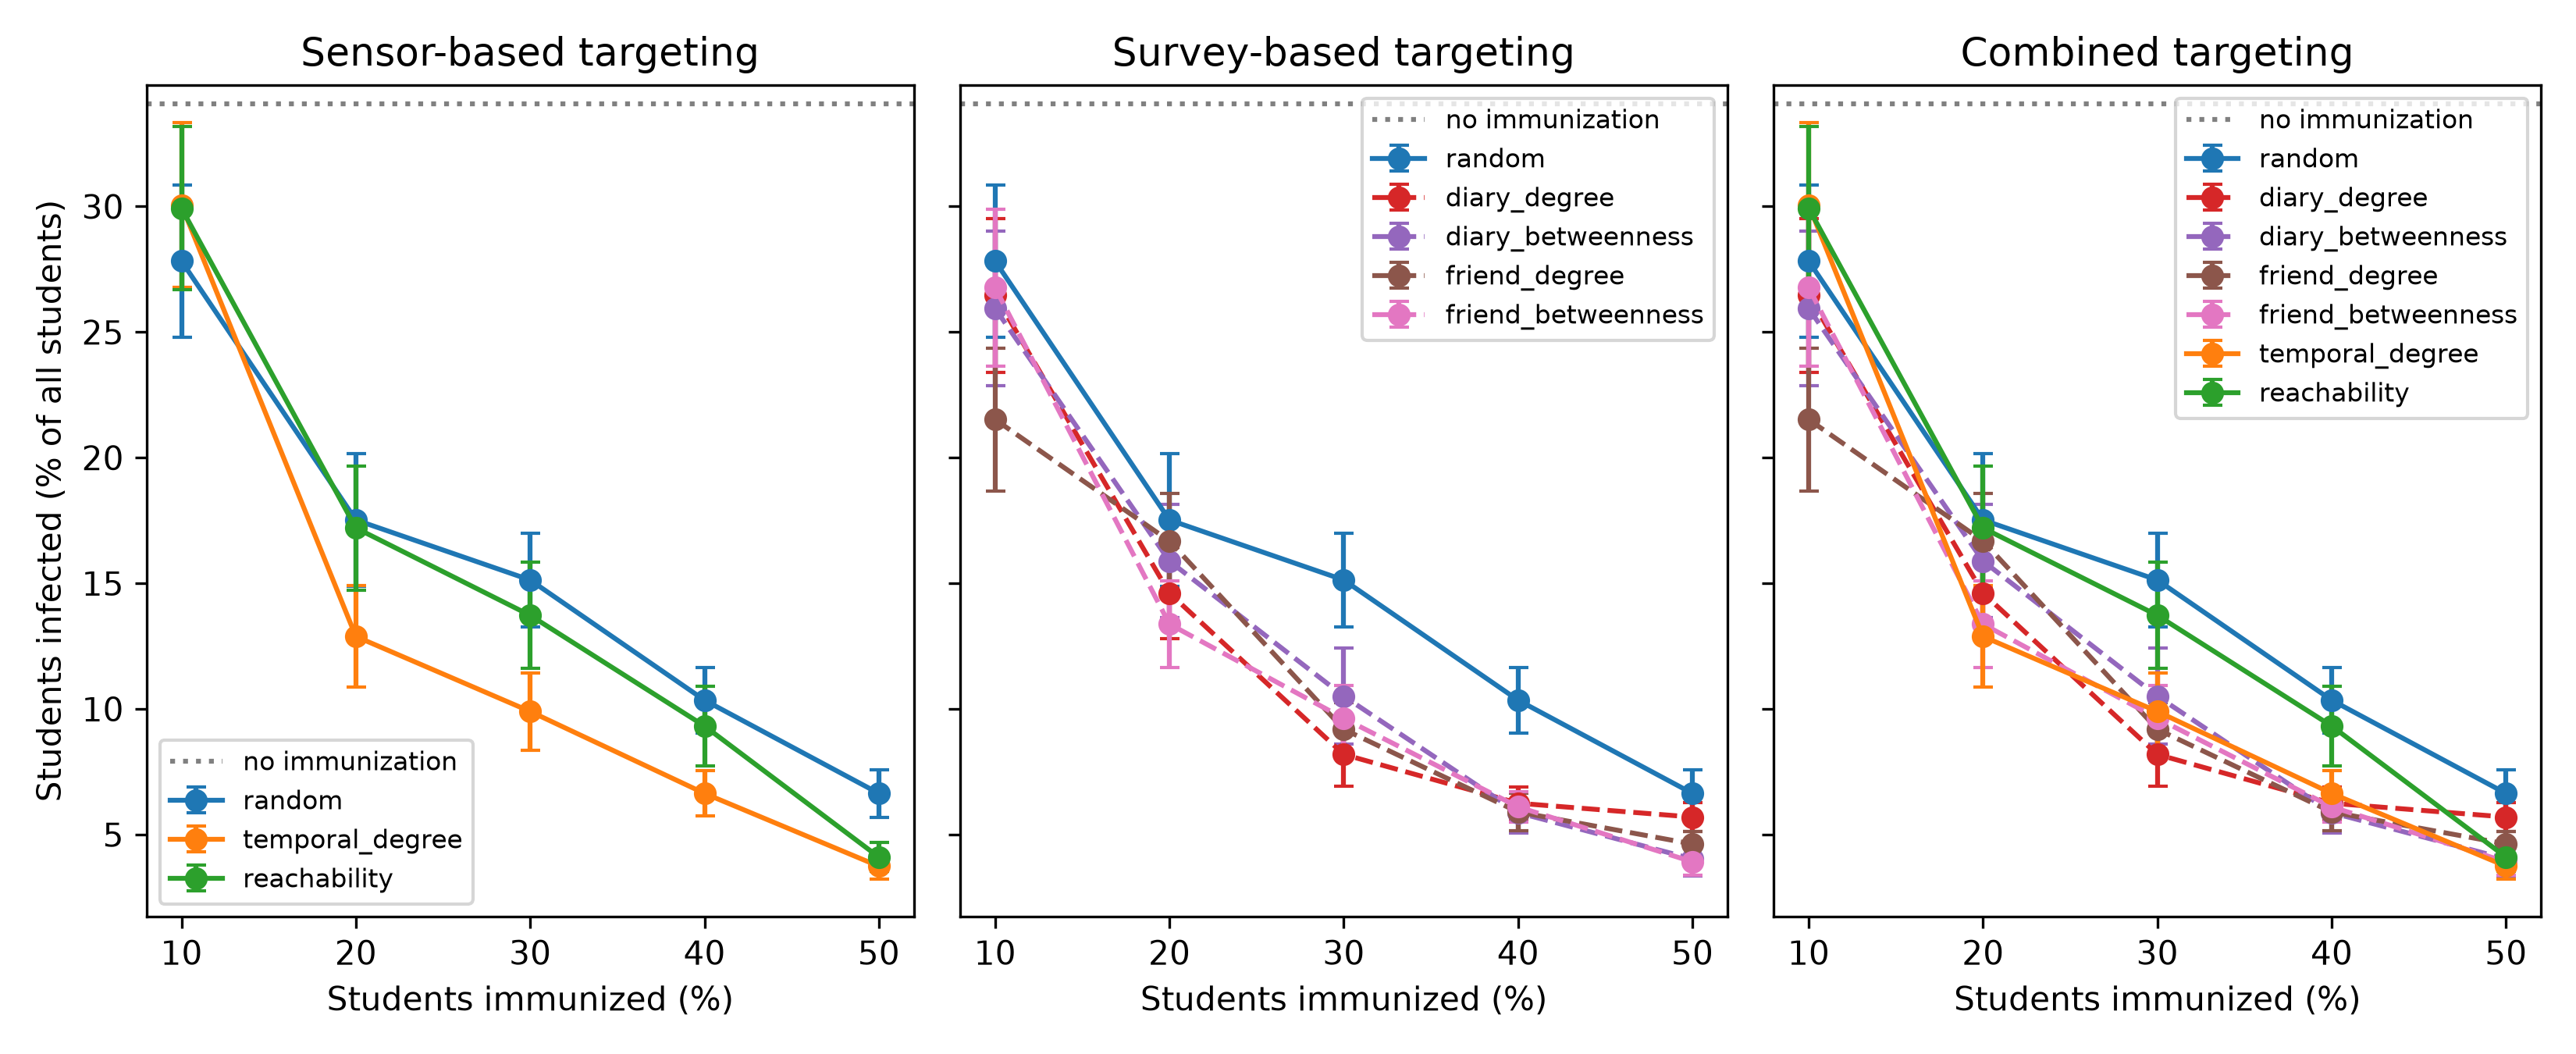 Sensor-based targeting
Survey-based targeting
Combined targeting
Students infected (% of all students)
30
25
20
15
10
5
no immunization
random
temporal_degree
reachability
10 20 30 40 50
Students immunized (%)
no immunization
random
diary_degree
diary_betweenness
friend_degree
friend_betweenness
10 20 30 40 50
Students immunized (%)
no immunization
random
diary_degree
diary_betweenness
friend_degree
friend_betweenness
temporal_degree
reachability
10 20 30 40 50
Students immunized (%)